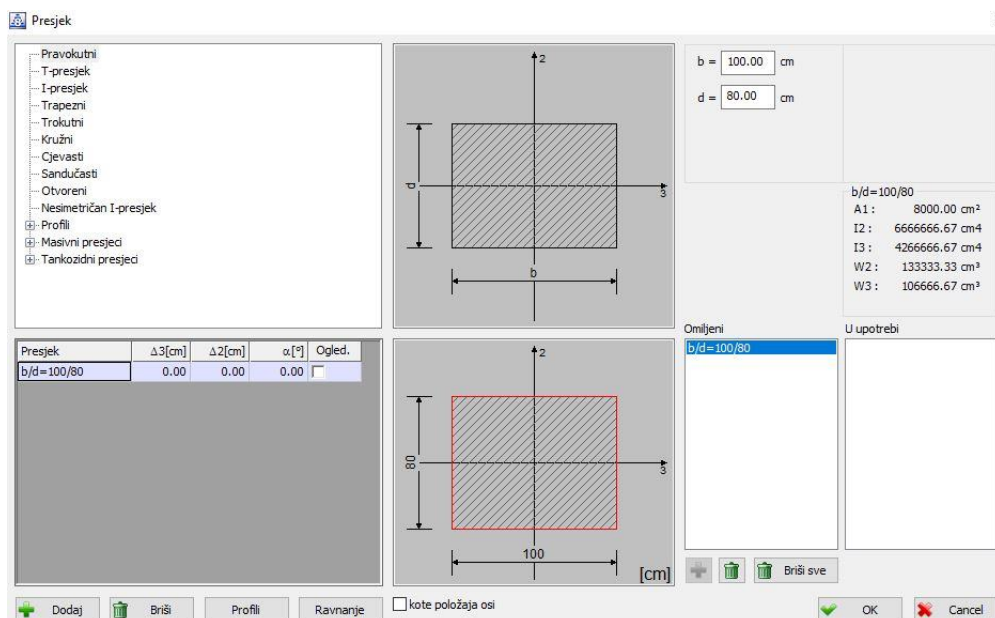 Presjek
Pravokutni
T-presjek
I-presjek
Trapezni
Trokutni
Kružni
Cjevasti
Sandučasti
Otvoreni
Nesimetričan I-presjek
Profili
Masivni presjeci
Tankozidni presjeci
2
3
d
b
b = 100.00 cm
d = 80.00 cm
b/d=100/80
A1 : 8000.00 cm²
I2 : 6666666.67 cm4
I3 : 4266666.67 cm4
W2 : 133333.33 cm³
W3 : 106666.67 cm³
Presjek Δ3[cm] Δ2[cm] α[°] Ogled.
b/d=100/80 0.00 0.00 0.00
2
3
80
100
[cm]
Omiljeni
b/d=100/80
U upotrebi
Briši sve
Dodaj Briši Profili Ravnanje
kote položaja osi
OK Cancel